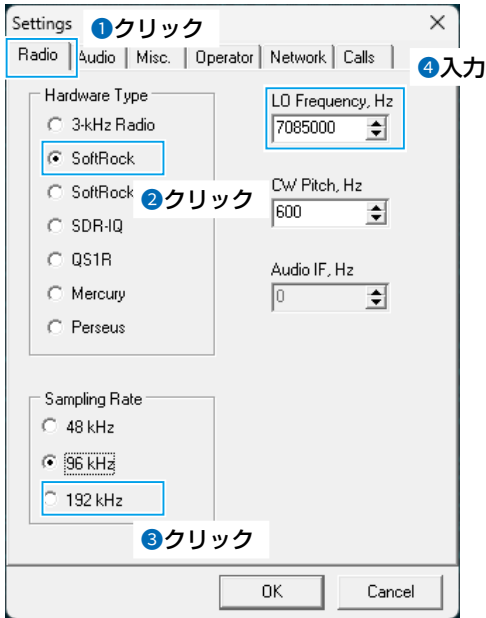 Settings
❶クリック
Radio Audio Misc. Operator Network Calls
❹入力
Hardware Type
3-kHz Radio
SoftRock
SoftRock
❷クリック
SDR-IQ
QS1R
Mercury
Perseus
LO Frequency, Hz
7085000
CW Pitch, Hz
600
Audio IF, Hz
0
Sampling Rate
48 kHz
96 kHz
192 kHz
❸クリック
OK Cancel